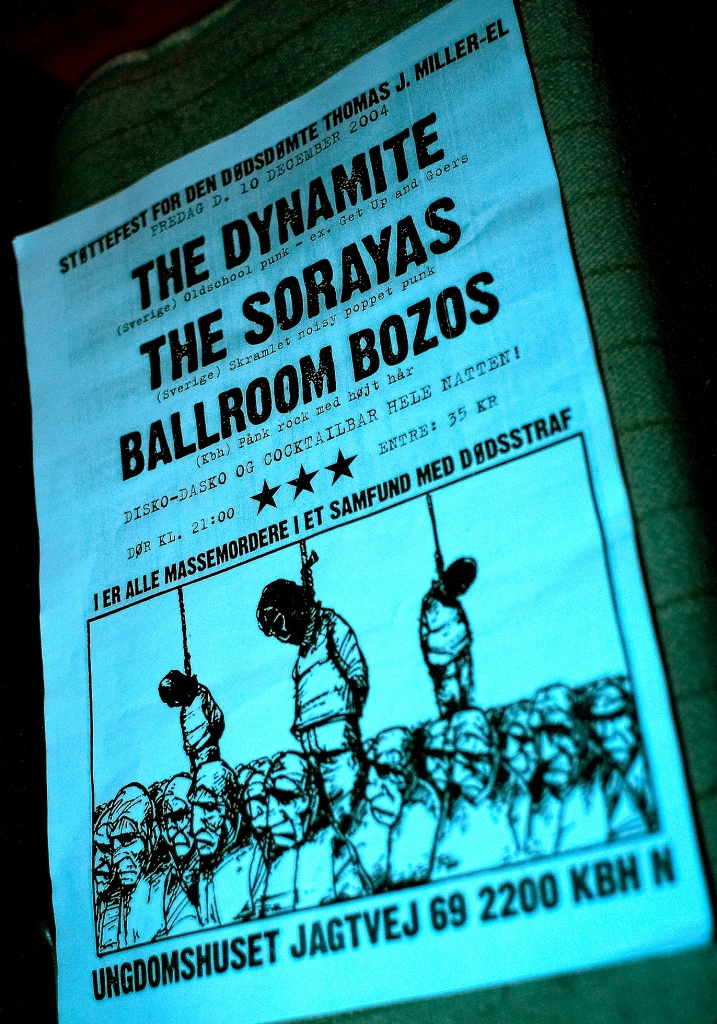 STØTTEFEST FOR DEN DØDSDØMTE THOMAS J. MILLER-EL
FREDAG D. 10 DECEMBER 2004
THE DYNAMITE
(Sverige) Oldschool punk - ex. Get Up and Goers
THE SORAYAS
(Sverige) Skramlet noisy poppet punk
BALLROOM BOZOS
(Kbh) Pånk rock med højt hår
DISKO-DASKO OG COCKTAILBAR HELE NATTEN!
DØR KL. 21:00 ★★★ ENTRE: 35 KR
I ER ALLE MASSEMORDERE I ET SAMFUND MED DØDSSTRAF
UNGDOMSHUSET JAGTVEJ 69 2200 KBH N